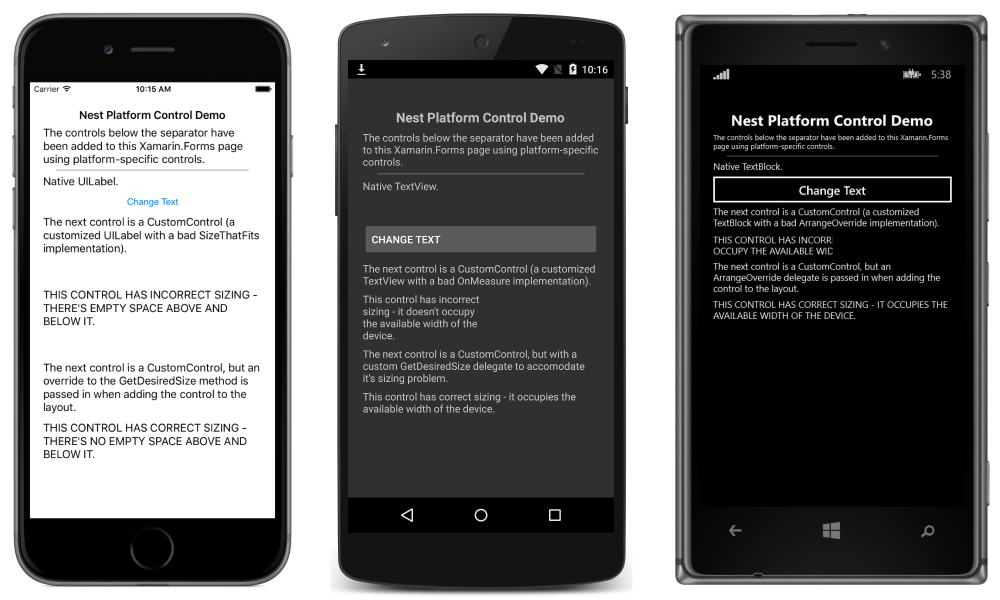 Carrier 10:15 AM
Nest Platform Control Demo
The controls below the separator have
been added to this Xamarin.Forms page
using platform-specific controls.
Native UILabel.
Change Text
The next control is a CustomControl (a
customized UILabel with a bad SizeThatFits
implementation).
THIS CONTROL HAS INCORRECT SIZING -
THERE'S EMPTY SPACE ABOVE AND
BELOW IT.
The next control is a CustomControl, but an
override to the GetDesiredSize method is
passed in when adding the control to the
layout.
THIS CONTROL HAS CORRECT SIZING -
THERE'S NO EMPTY SPACE ABOVE AND
BELOW IT.
10:16
Nest Platform Control Demo
The controls below the separator have been added
to this Xamarin.Forms page using platform-specific
controls.
Native TextView.
CHANGE TEXT
The next control is a CustomControl (a customized
TextView with a bad OnMeasure implementation).
This control has incorrect
sizing - it doesn't occupy
the available width of the
device.
The next control is a CustomControl, but with a
custom GetDesiredSize delegate to accomodate
it's sizing problem.
This control has correct sizing - it occupies the
available width of the device.
5:38
Nest Platform Control Demo
The controls below the separator have been added to this Xamarin.Forms
page using platform-specific controls.
Native TextBlock.
Change Text
The next control is a CustomControl (a customized
TextBlock with a bad ArrangeOverride implementation).
THIS CONTROL HAS INCORR
OCCUPY THE AVAILABLE WID
The next control is a CustomControl, but an
ArrangeOverride delegate is passed in when adding the
control to the layout.
THIS CONTROL HAS CORRECT SIZING - IT OCCUPIES THE
AVAILABLE WIDTH OF THE DEVICE.